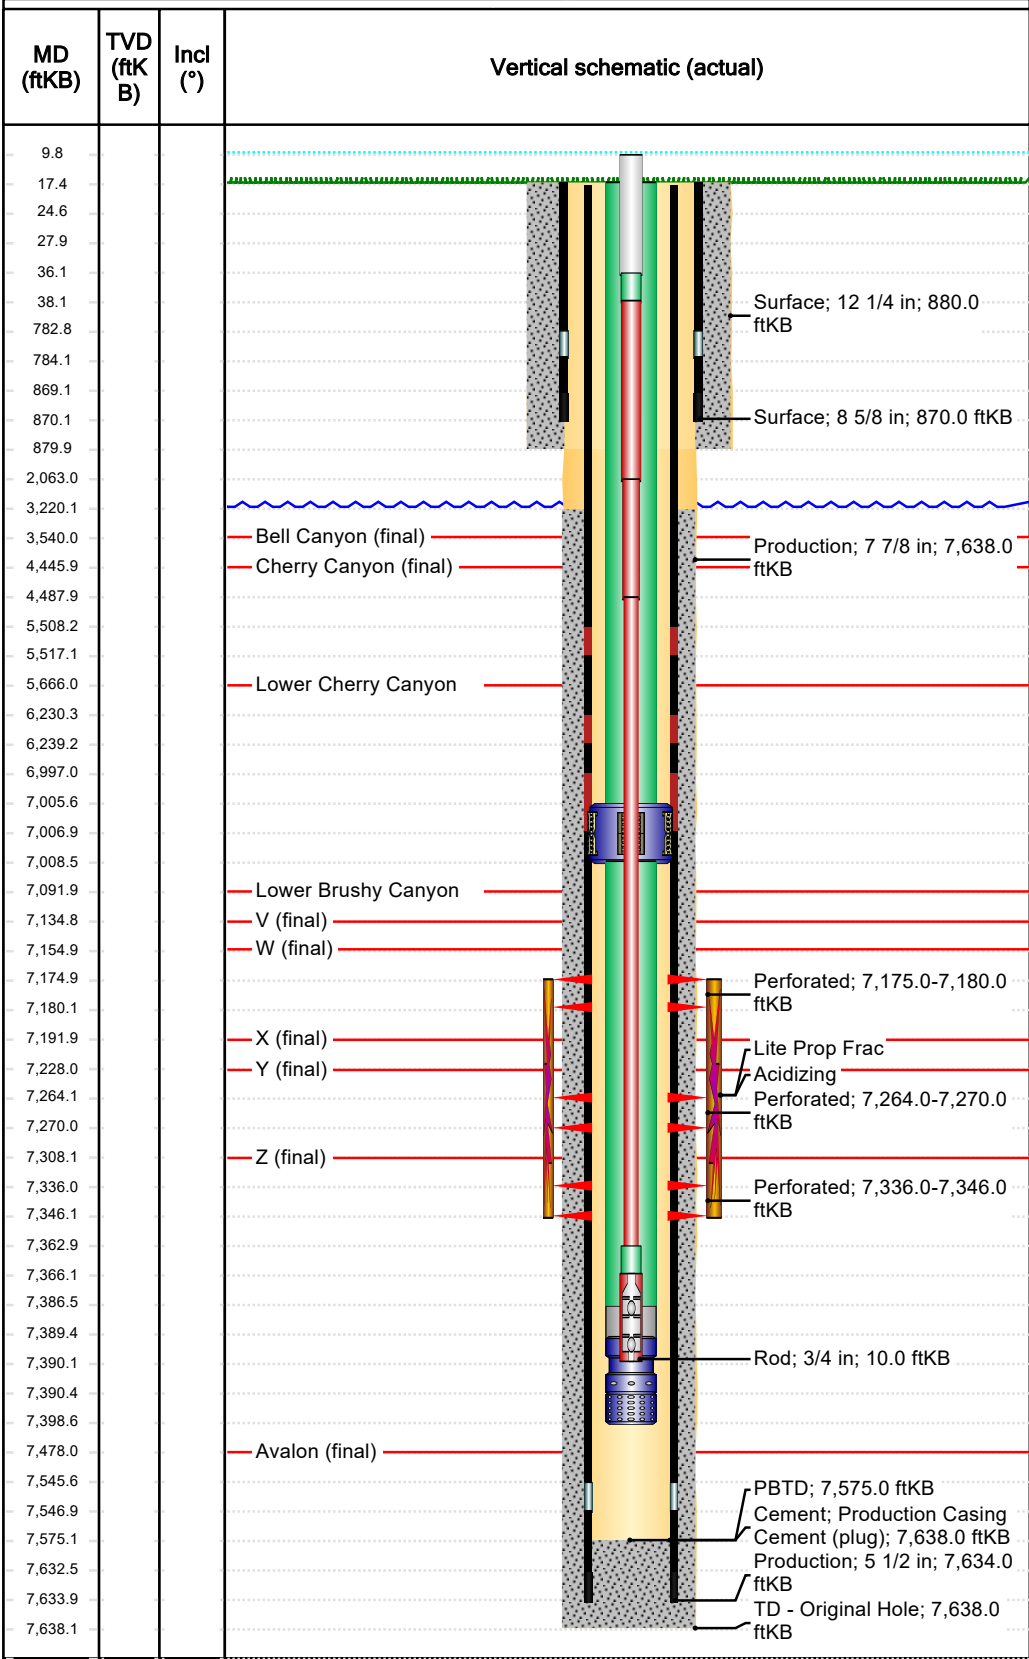 MD (ftKB)
TVD (ftK B)
Incl (°)
Vertical schematic (actual)
9.8
17.4
24.6
27.9
36.1
38.1
Surface; 12 1/4 in; 880.0 ftKB
782.8
784.1
869.1
870.1
Surface; 8 5/8 in; 870.0 ftKB
879.9
2,063.0
3,220.1
3,540.0
Bell Canyon (final)
Production; 7 7/8 in; 7,638.0 ftKB
4,445.9
Cherry Canyon (final)
4,487.9
5,508.2
5,517.1
5,666.0
Lower Cherry Canyon
6,230.3
6,239.2
6,997.0
7,005.6
7,006.9
7,008.5
7,091.9
Lower Brushy Canyon
7,134.8
V (final)
7,154.9
W (final)
7,174.9
Perforated; 7,175.0-7,180.0 ftKB
7,180.1
7,191.9
X (final)
Lite Prop Frac
7,228.0
Y (final)
Acidizing
7,264.1
Perforated; 7,264.0-7,270.0 ftKB
7,270.0
7,308.1
Z (final)
7,336.0
Perforated; 7,336.0-7,346.0 ftKB
7,346.1
7,362.9
7,366.1
7,386.5
7,389.4
7,390.1
Rod; 3/4 in; 10.0 ftKB
7,390.4
7,398.6
7,478.0
Avalon (final)
7,545.6
PBTD; 7,575.0 ftKB
7,546.9
Cement; Production Casing
7,575.1
Cement (plug); 7,638.0 ftKB
7,632.5
Production; 5 1/2 in; 7,634.0 ftKB
7,633.9
TD - Original Hole; 7,638.0 ftKB
7,638.1